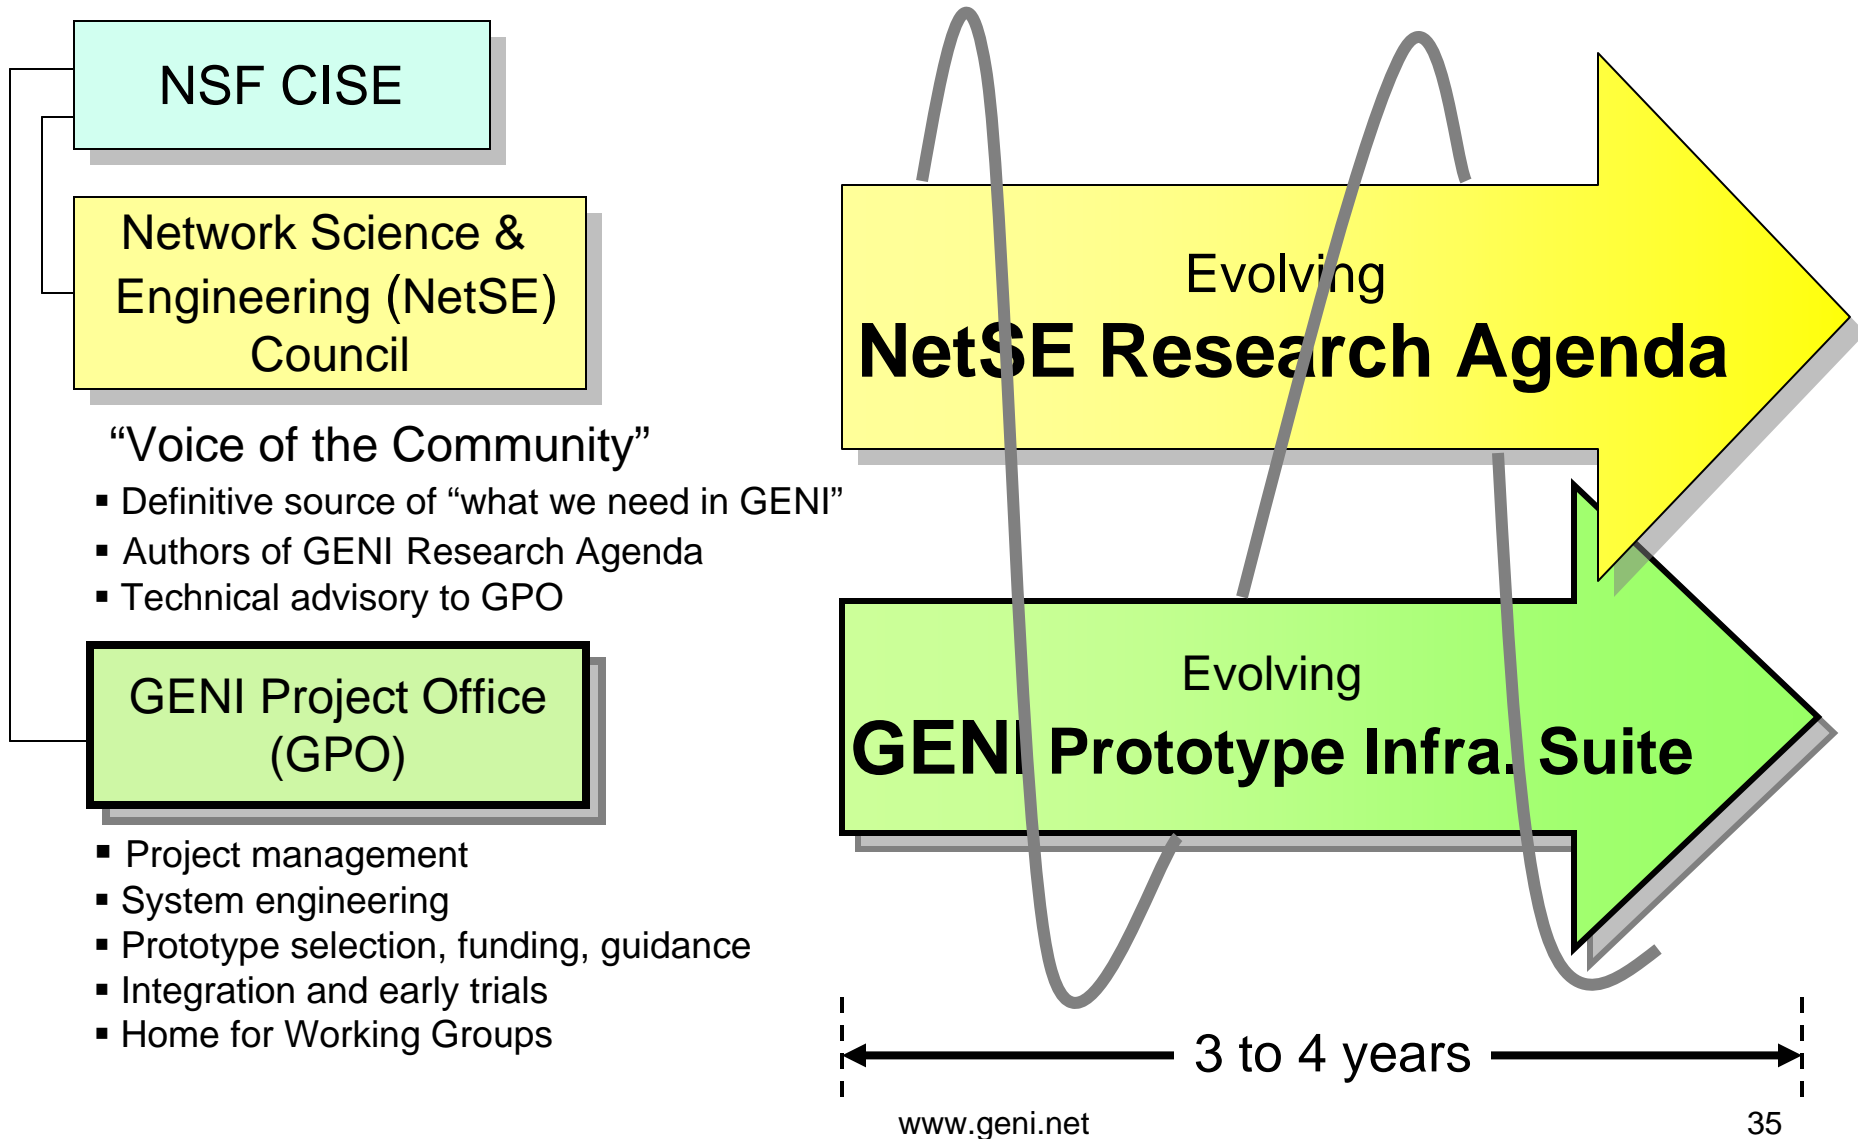 NSF CISE
Network Science &
Engineering (NetSE)
Council
“Voice of the Community”
▪ Definitive source of “what we need in GENI”
▪ Authors of GENI Research Agenda
▪ Technical advisory to GPO
GENI Project Office
(GPO)
▪ Project management
▪ System engineering
▪ Prototype selection, funding, guidance
▪ Integration and early trials
▪ Home for Working Groups
Evolving
NetSE Research Agenda
Evolving
GENI Prototype Infra. Suite
3 to 4 years
www.geni.net
35